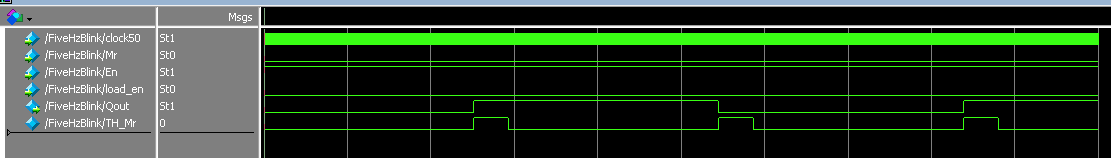 Msgs
/FiveHzBlink/clock50 St1
/FiveHzBlink/Mr St0
/FiveHzBlink/En St1
/FiveHzBlink/load_en St0
/FiveHzBlink/Qout St1
/FiveHzBlink/TH_Mr 0